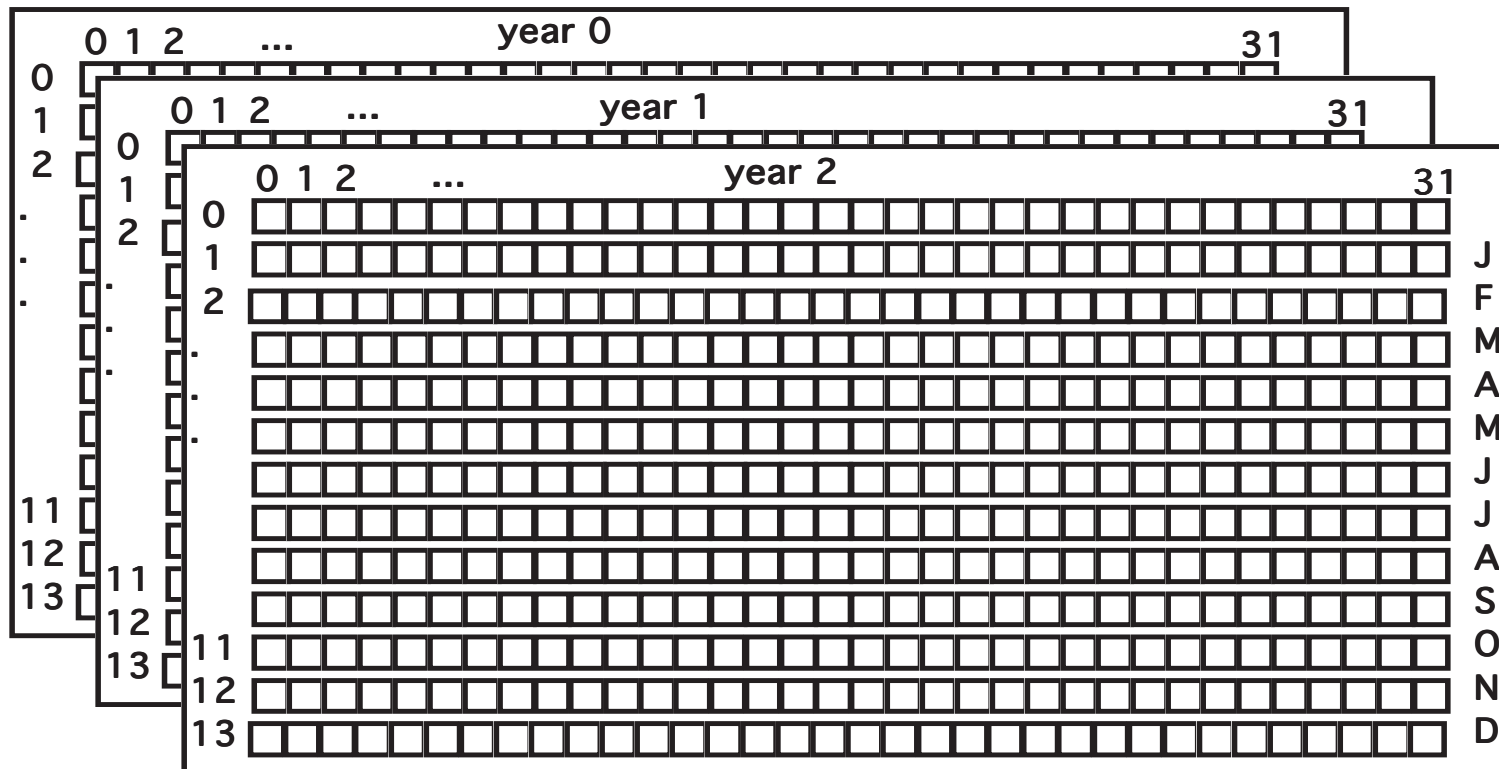 year 0
0 1 2 ... 31
0
1
2
.
.
.
11
12
13
year 1
0 1 2 ... 31
0
1
2
.
.
.
11
12
13
year 2
0 1 2 ... 31
0
1 J
2 F
. M
. A
. M
J
J
A
S
11 O
12 N
13 D